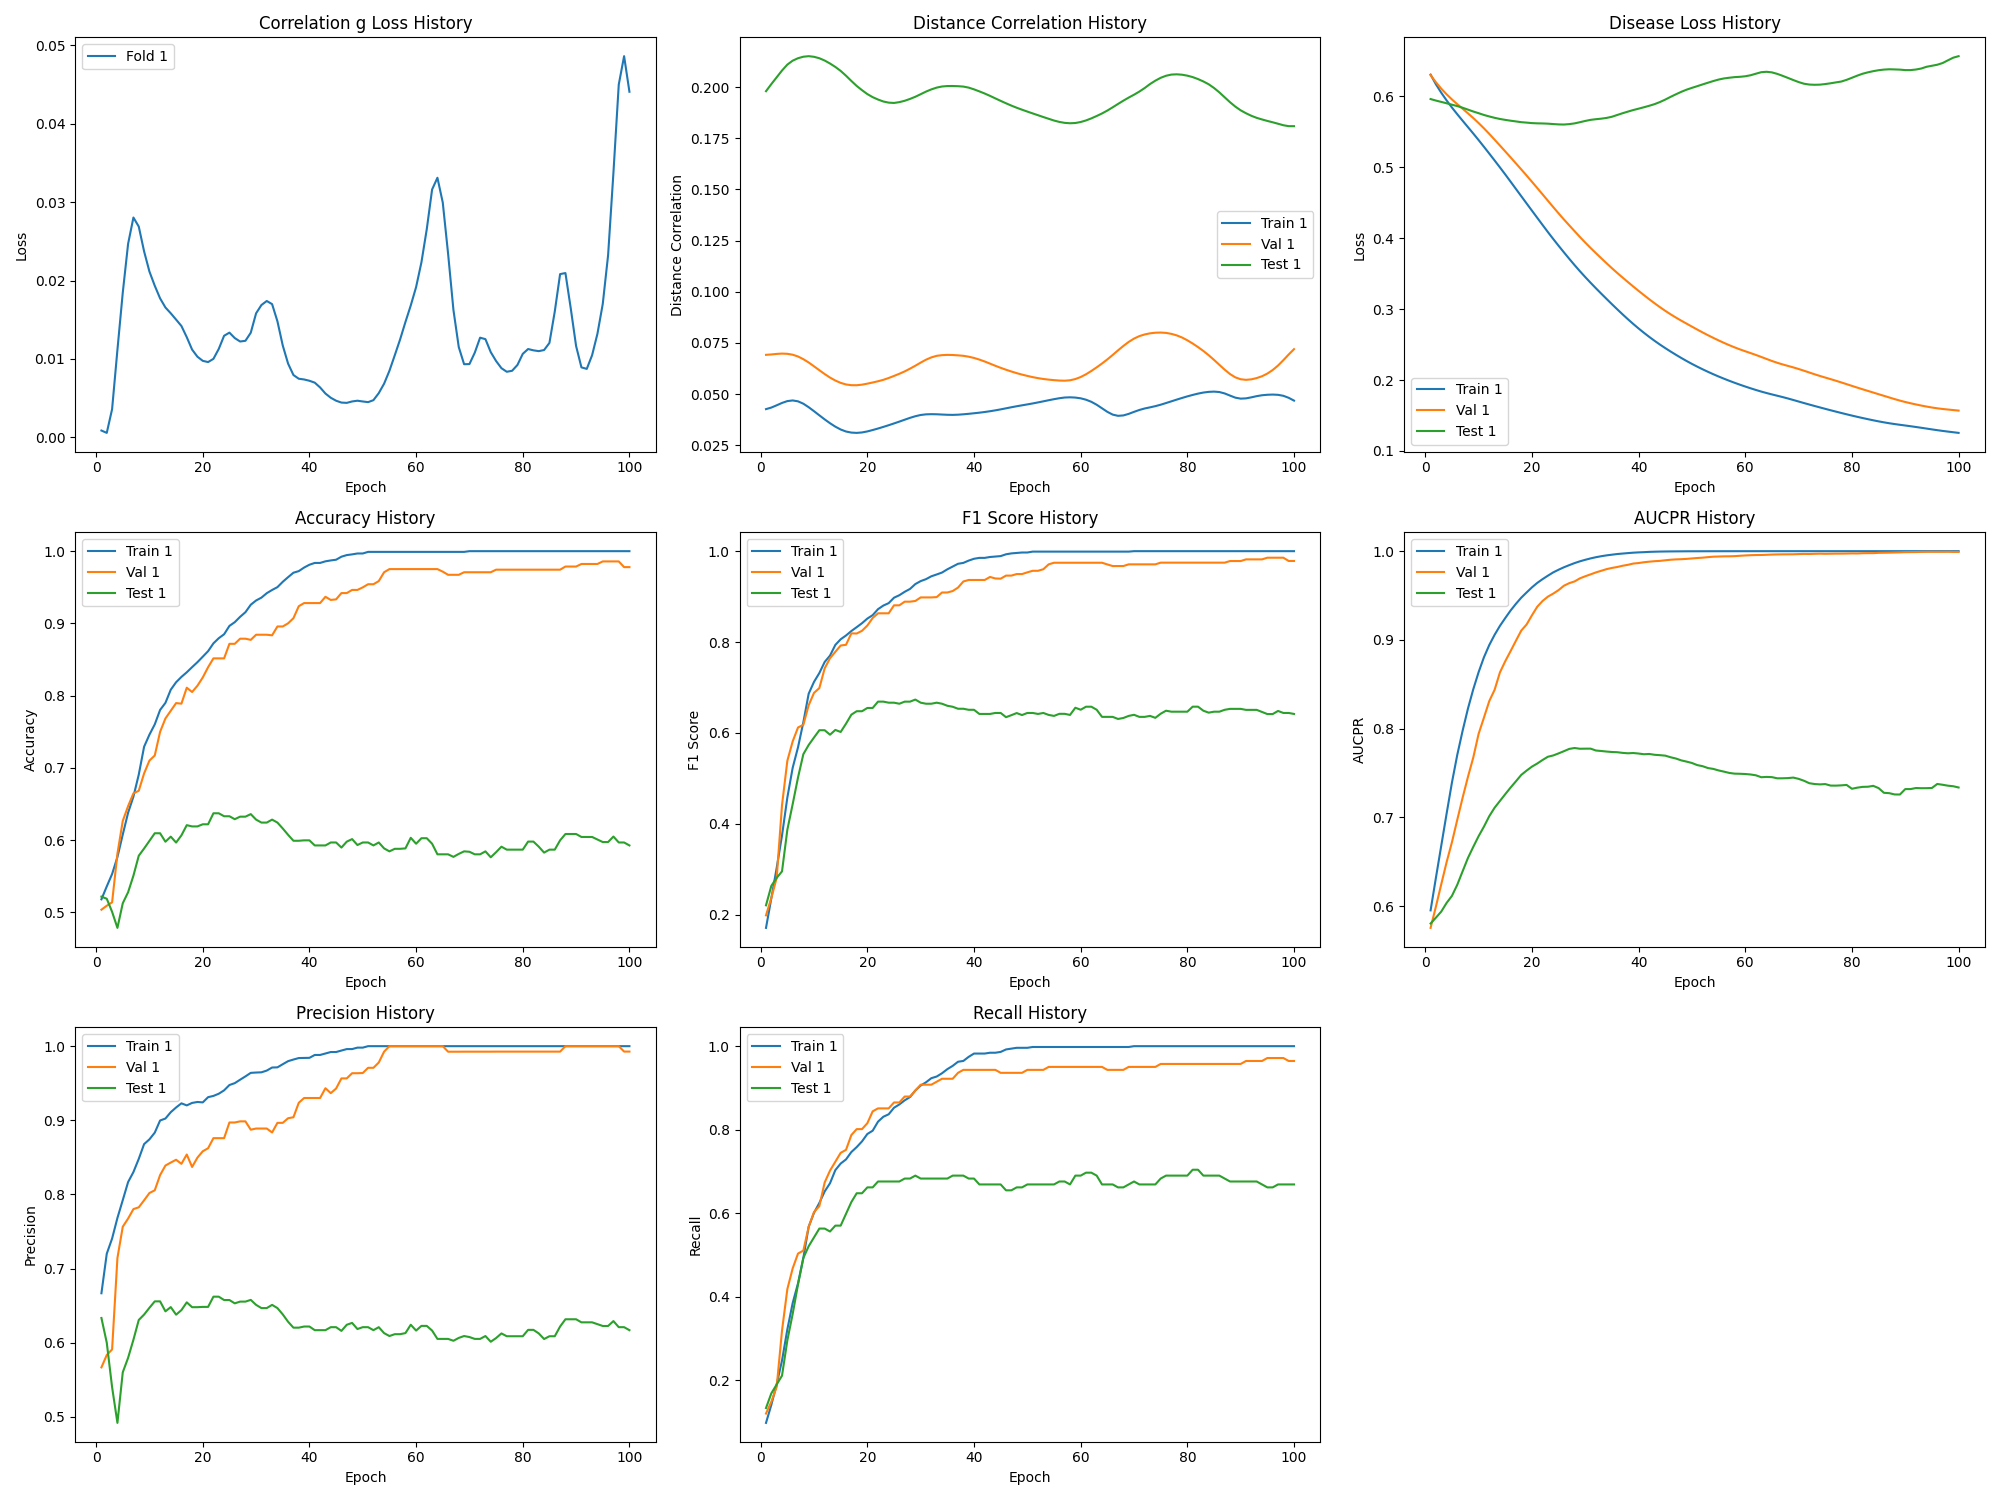 Correlation g Loss History
Fold 1
0.05
0.04
0.03
0.02
0.01
0.00
Loss
0 20 40 60 80 100
Epoch
Distance Correlation History
0.200
0.175
0.150
0.125
0.100
0.075
0.050
0.025
Distance Correlation
Train 1
Val 1
Test 1
0 20 40 60 80 100
Epoch
Disease Loss History
0.6
0.5
0.4
0.3
0.2
0.1
Loss
Train 1
Val 1
Test 1
0 20 40 60 80 100
Epoch
Accuracy History
Train 1
Val 1
Test 1
1.0
0.9
0.8
0.7
0.6
0.5
Accuracy
0 20 40 60 80 100
Epoch
F1 Score History
Train 1
Val 1
Test 1
1.0
0.8
0.6
0.4
0.2
F1 Score
0 20 40 60 80 100
Epoch
AUCPR History
Train 1
Val 1
Test 1
1.0
0.9
0.8
0.7
0.6
AUCPR
0 20 40 60 80 100
Epoch
Precision History
Train 1
Val 1
Test 1
1.0
0.9
0.8
0.7
0.6
0.5
Precision
0 20 40 60 80 100
Epoch
Recall History
Train 1
Val 1
Test 1
1.0
0.8
0.6
0.4
0.2
Recall
0 20 40 60 80 100
Epoch